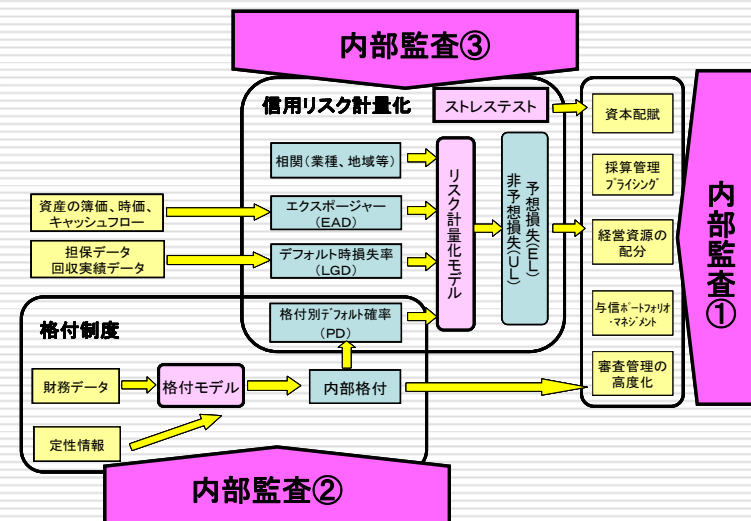 内部監査③
信用リスク計量化
ストレステスト
資本配賦
相関(業種、地域等)
採算管理
プライシング
資産の簿価、時価、
キャッシュフロー
エクスポージャー
(EAD)
リスク計量化モデル
予想損失(EL)
非予想損失(UL)
経営資源の
配分
内部監査①
担保データ
回収実績データ
デフォルト時損失率
(LGD)
格付制度
格付別デフォルト確率
(PD)
与信ポートフォリオ
・マネジメント
財務データ
格付モデル
内部格付
審査管理の
高度化
定性情報
内部監査②